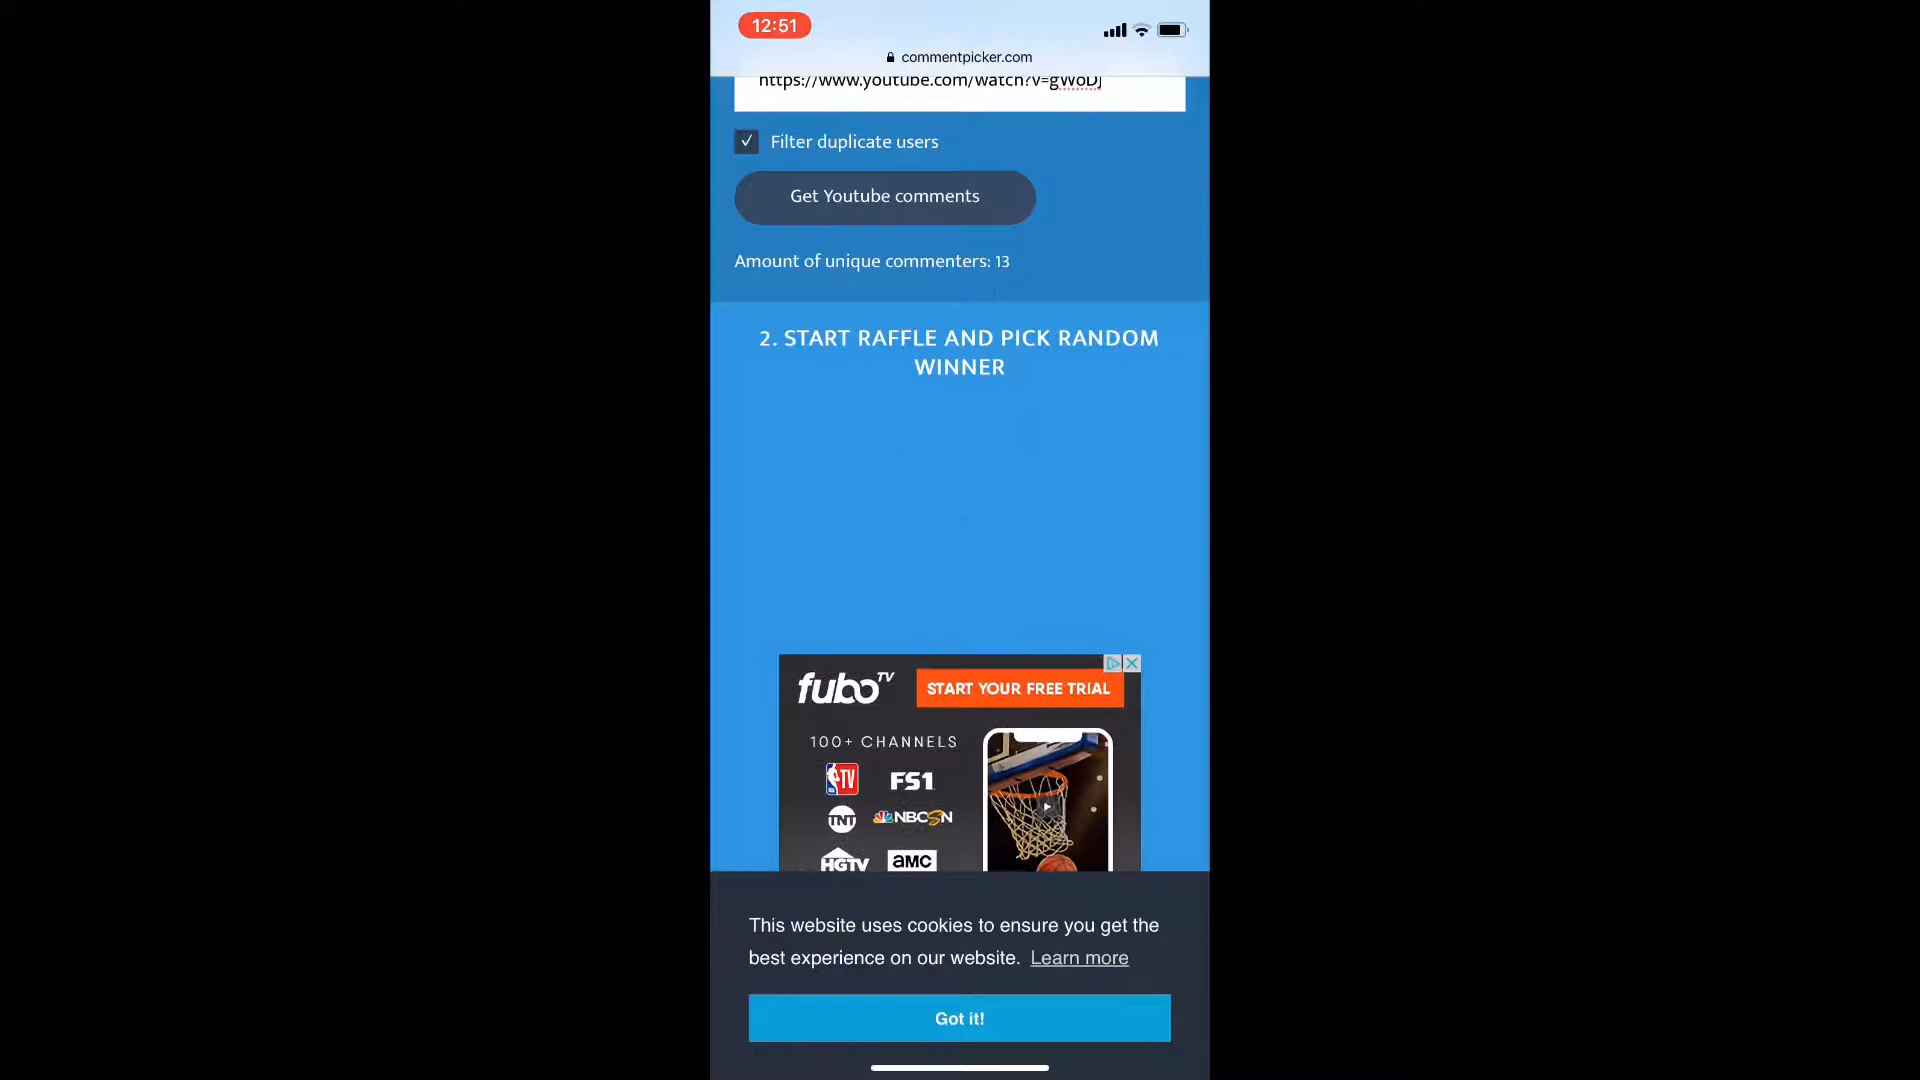 12:51
commentpicker.com
https://www.youtube.com/watch?v=gWoDJ
Filter duplicate users
Get Youtube comments
Amount of unique commenters: 13
2. START RAFFLE AND PICK RANDOM
WINNER
fuboTV
START YOUR FREE TRIAL
100+ CHANNELS
TV FS1
TNT NBCSN
HGTV amc
This website uses cookies to ensure you get the
best experience on our website. Learn more
Got it!